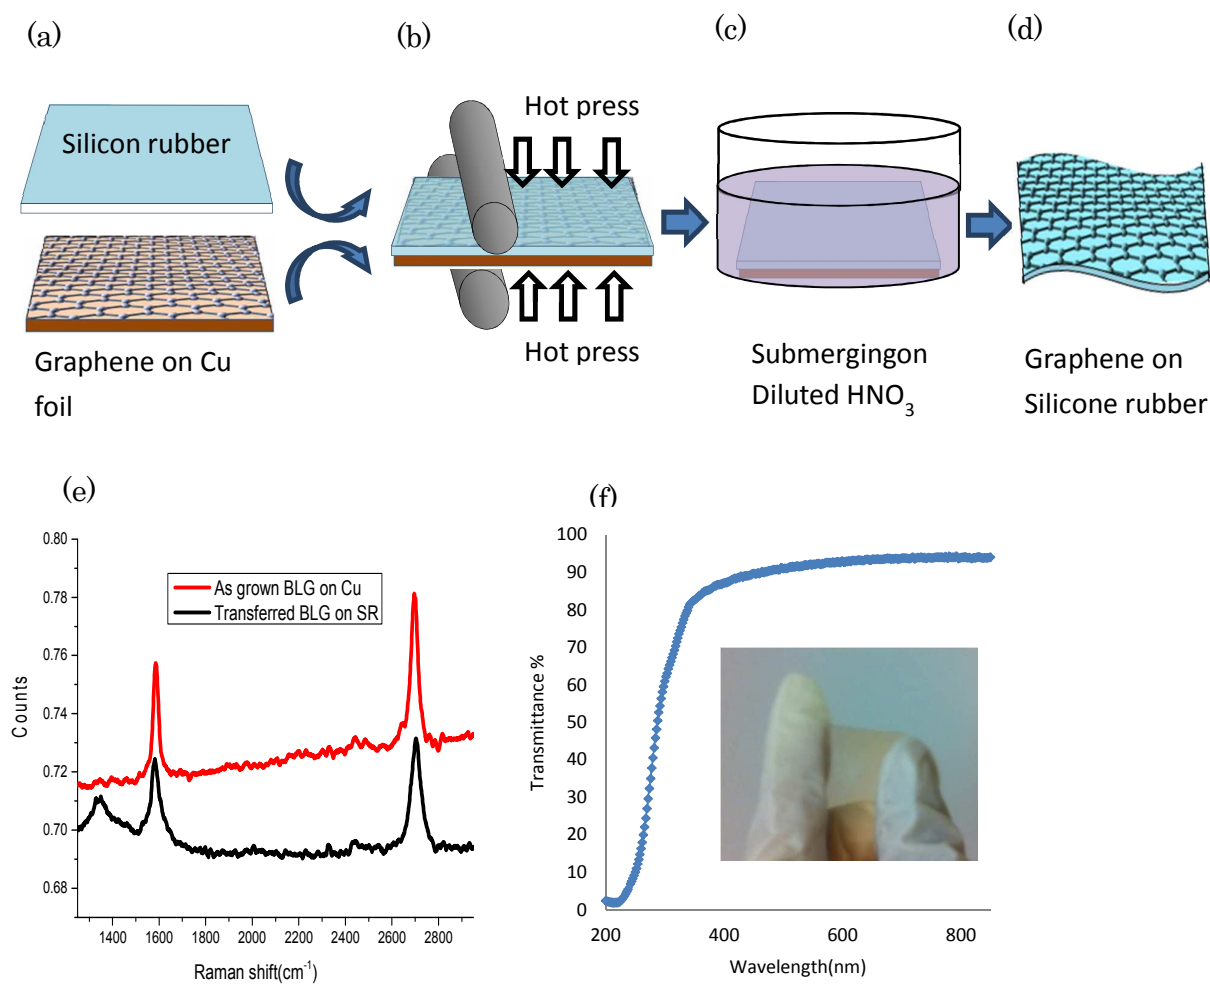 (a)
(b)
(c)
(d)
Silicon rubber
Graphene on Cu
foil
Hot press
Hot press
Submergingon
Diluted HNO3
Graphene on
Silicone rubber
(e)
0.80
0.78
0.76
0.74
0.72
0.70
0.68
Counts
As grown BLG on Cu
Transferred BLG on SR
1400 1600 1800 2000 2200 2400 2600 2800
Raman shift(cm-1)
(f)
100
90
80
70
60
50
40
30
20
10
0
Transmittance %
200 400 600 800
Wavelength(nm)